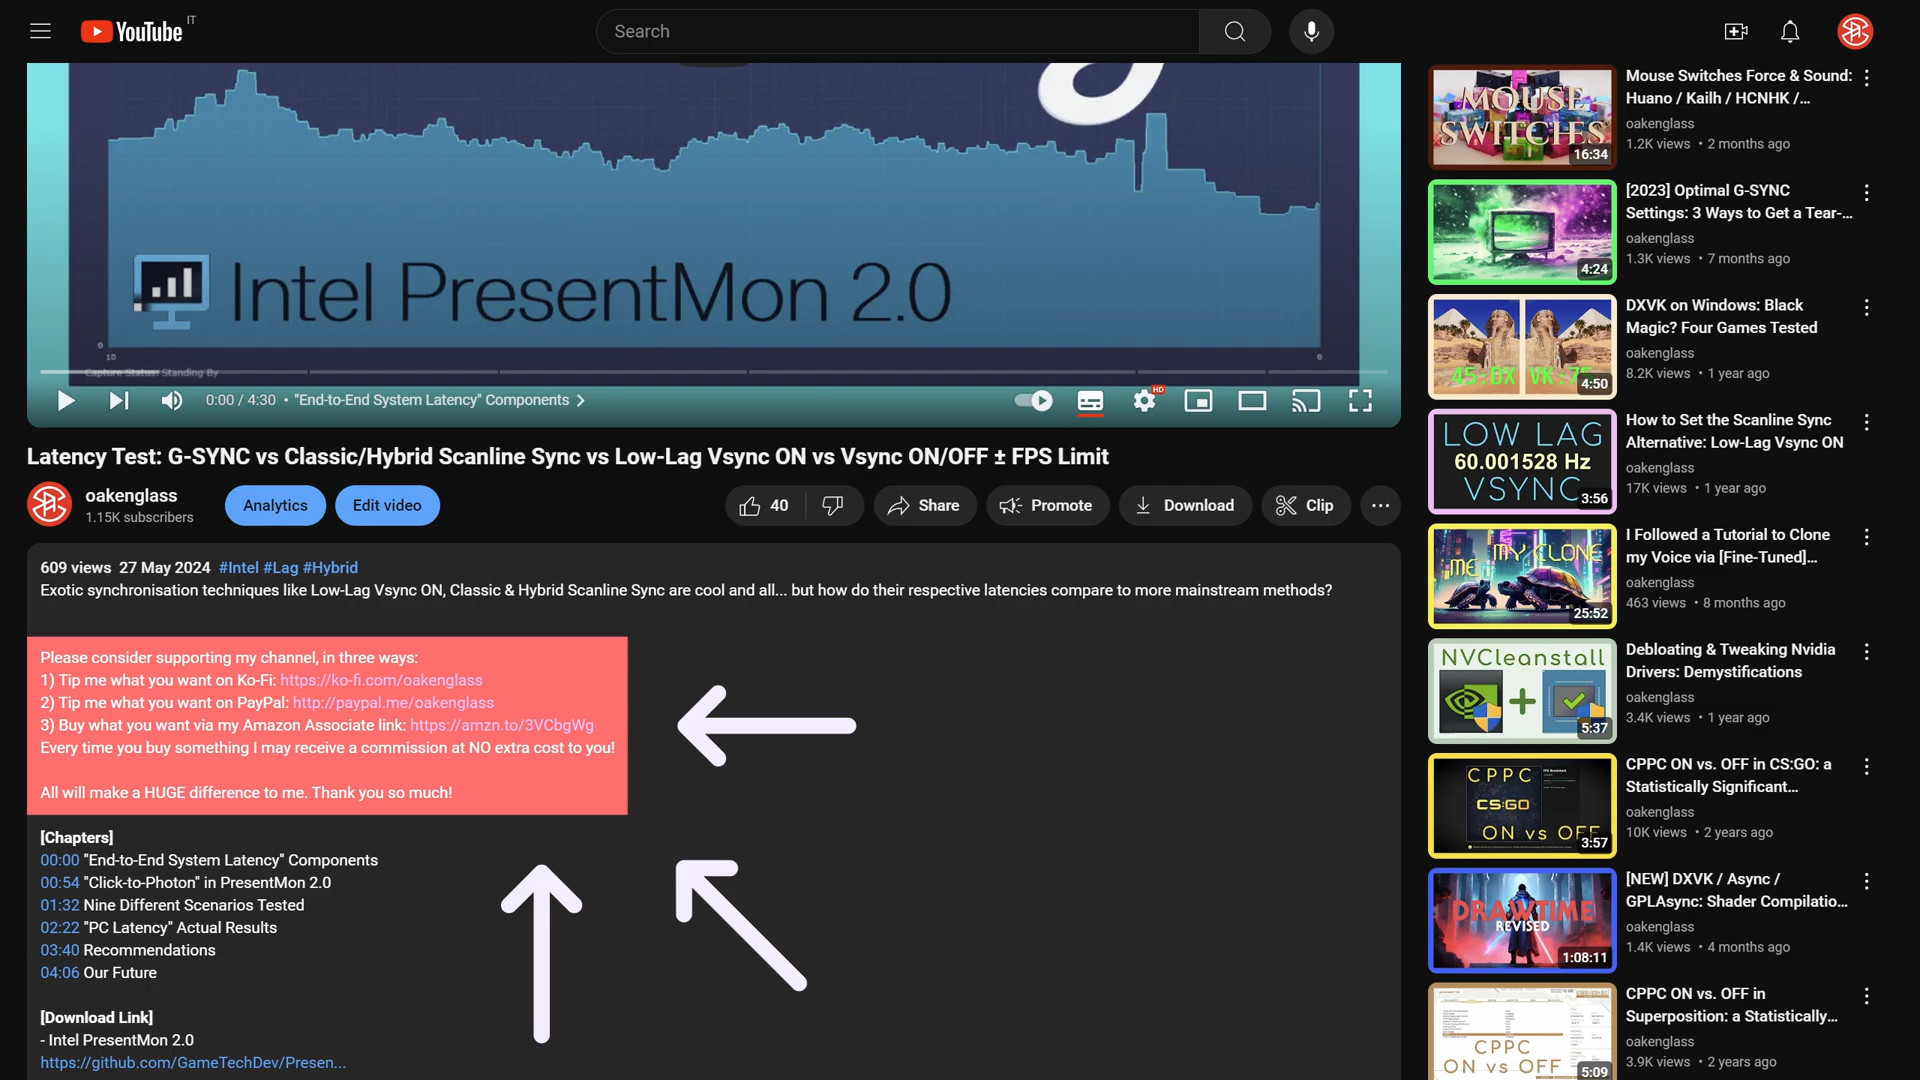 YouTube IT
Search
Intel PresentMon 2.0
0
10
0
Capture Status: Standing By
0:00 / 4:30 • "End-to-End System Latency" Components
HD
Latency Test: G-SYNC vs Classic/Hybrid Scanline Sync vs Low-Lag Vsync ON vs Vsync ON/OFF ± FPS Limit
oakenglass
1.15K subscribers
Analytics
Edit video
40
Share
Promote
Download
Clip
609 views 27 May 2024 #Intel #Lag #Hybrid
Exotic synchronisation techniques like Low-Lag Vsync ON, Classic & Hybrid Scanline Sync are cool and all... but how do their respective latencies compare to more mainstream methods?
Please consider supporting my channel, in three ways:
1) Tip me what you want on Ko-Fi: https://ko-fi.com/oakenglass
2) Tip me what you want on PayPal: http://paypal.me/oakenglass
3) Buy what you want via my Amazon Associate link: https://amzn.to/3VCbgWg
Every time you buy something I may receive a commission at NO extra cost to you!
All will make a HUGE difference to me. Thank you so much!
[Chapters]
00:00 "End-to-End System Latency" Components
00:54 "Click-to-Photon" in PresentMon 2.0
01:32 Nine Different Scenarios Tested
02:22 "PC Latency" Actual Results
03:40 Recommendations
04:06 Our Future
[Download Link]
- Intel PresentMon 2.0
https://github.com/GameTechDev/Presen...
MOUSE
SWITCHES
16:34
Mouse Switches Force & Sound:
Huano / Kailh / HCNHK /...
oakenglass
1.2K views • 2 months ago
4:24
[2023] Optimal G-SYNC
Settings: 3 Ways to Get a Tear-...
oakenglass
1.3K views • 7 months ago
45:DX VK:75
4:50
DXVK on Windows: Black
Magic? Four Games Tested
oakenglass
8.2K views • 1 year ago
LOW LAG
60.001528 Hz
VSYNC
3:56
How to Set the Scanline Sync
Alternative: Low-Lag Vsync ON
oakenglass
17K views • 1 year ago
ME MY CLONE
25:52
I Followed a Tutorial to Clone
my Voice via [Fine-Tuned]...
oakenglass
463 views • 8 months ago
NVCleanstall
5:37
Debloating & Tweaking Nvidia
Drivers: Demystifications
oakenglass
3.4K views • 1 year ago
CPPC
CS:GO
ON vs OFF
3:57
CPPC ON vs. OFF in CS:GO: a
Statistically Significant...
oakenglass
10K views • 2 years ago
DRAWTIME
REVISED
1:08:11
[NEW] DXVK / Async /
GPLAsync: Shader Compilatio...
oakenglass
1.4K views • 4 months ago
CPPC
ON vs OFF
5:09
CPPC ON vs. OFF in
Superposition: a Statistically...
oakenglass
3.9K views • 2 years ago